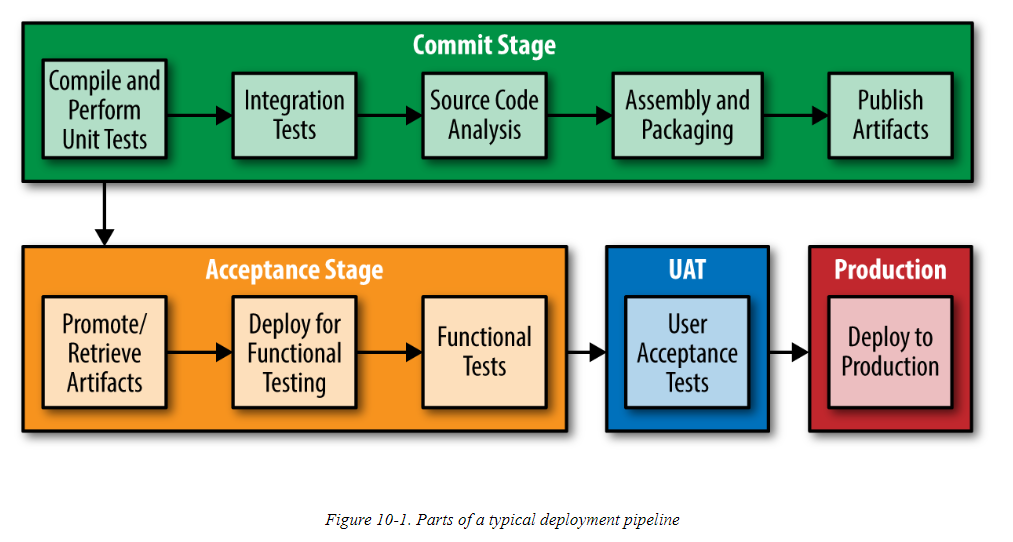 Commit Stage
Compile and
Perform
Unit Tests
Integration
Tests
Source Code
Analysis
Assembly and
Packaging
Publish
Artifacts
Acceptance Stage
Promote/
Retrieve
Artifacts
Deploy for
Functional
Testing
Functional
Tests
UAT
User
Acceptance
Tests
Production
Deploy to
Production
Figure 10-1. Parts of a typical deployment pipeline